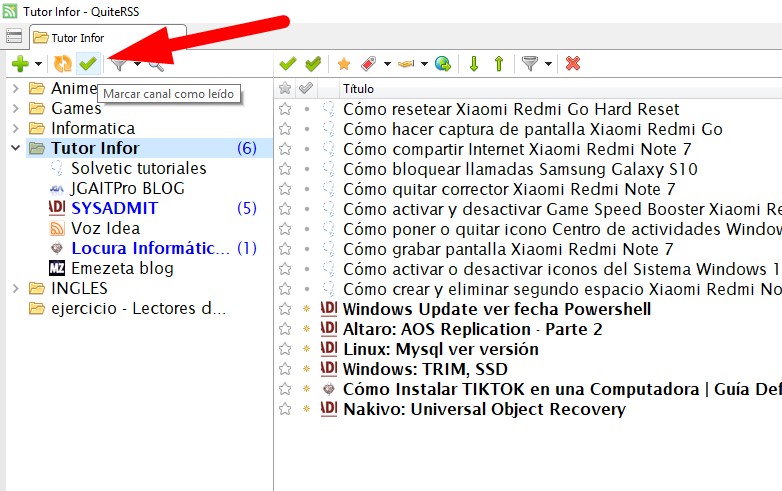 Tutor Infor - QuiteRSS
Tutor Infor
Anime
Marcar canal como leído
Games
Informatica
Tutor Infor (6)
Solvetic tutoriales
JGAITPro BLOG
SYSADMIT (5)
Voz Idea
Locura Informátic... (1)
Emezeta blog
INGLES
ejercicio - Lectores d...
Título
Cómo resetear Xiaomi Redmi Go Hard Reset
Cómo hacer captura de pantalla Xiaomi Redmi Go
Cómo compartir Internet Xiaomi Redmi Note 7
Cómo bloquear llamadas Samsung Galaxy S10
Cómo quitar corrector Xiaomi Redmi Note 7
Cómo activar y desactivar Game Speed Booster Xiaomi Re
Cómo poner o quitar icono Centro de actividades Window
Cómo grabar pantalla Xiaomi Redmi Note 7
Cómo activar o desactivar iconos del Sistema Windows 1
Cómo crear y eliminar segundo espacio Xiaomi Redmi Not
Windows Update ver fecha Powershell
Altaro: AOS Replication - Parte 2
Linux: Mysql ver versión
Windows: TRIM, SSD
Cómo Instalar TIKTOK en una Computadora | Guía Def
Nakivo: Universal Object Recovery